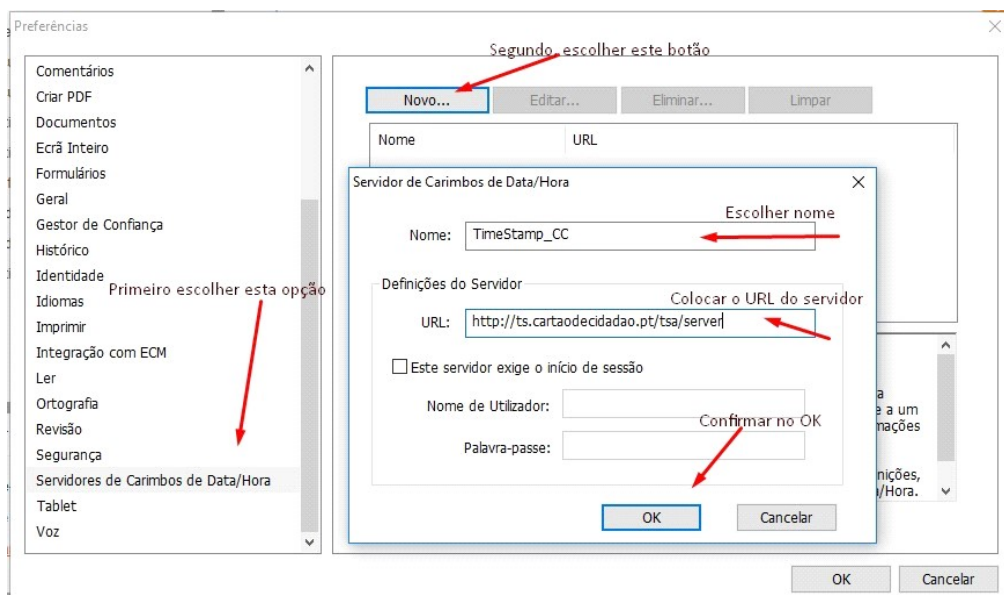 Preferências
Segundo, escolher este botão
Comentários
Criar PDF
Documentos
Ecrã Inteiro
Formulários
Geral
Gestor de Confiança
Histórico
Identidade
Idiomas
Imprimir
Integração com ECM
Ler
Ortografia
Revisão
Segurança
Servidores de Carimbos de Data/Hora
Tablet
Voz
Primeiro escolher esta opção
Novo... Editar... Eliminar... Limpar
Nome URL
Servidor de Carimbos de Data/Hora
Escolher nome
Nome: TimeStamp_CC
Definições do Servidor
Colocar o URL do servidor
URL: http://ts.cartaodecidadao.pt/tsa/server
Este servidor exige o início de sessão
Nome de Utilizador:
Confirmar no OK
Palavra-passe:
OK Cancelar
a
e a um
mações
nições,
a/Hora.
OK Cancelar